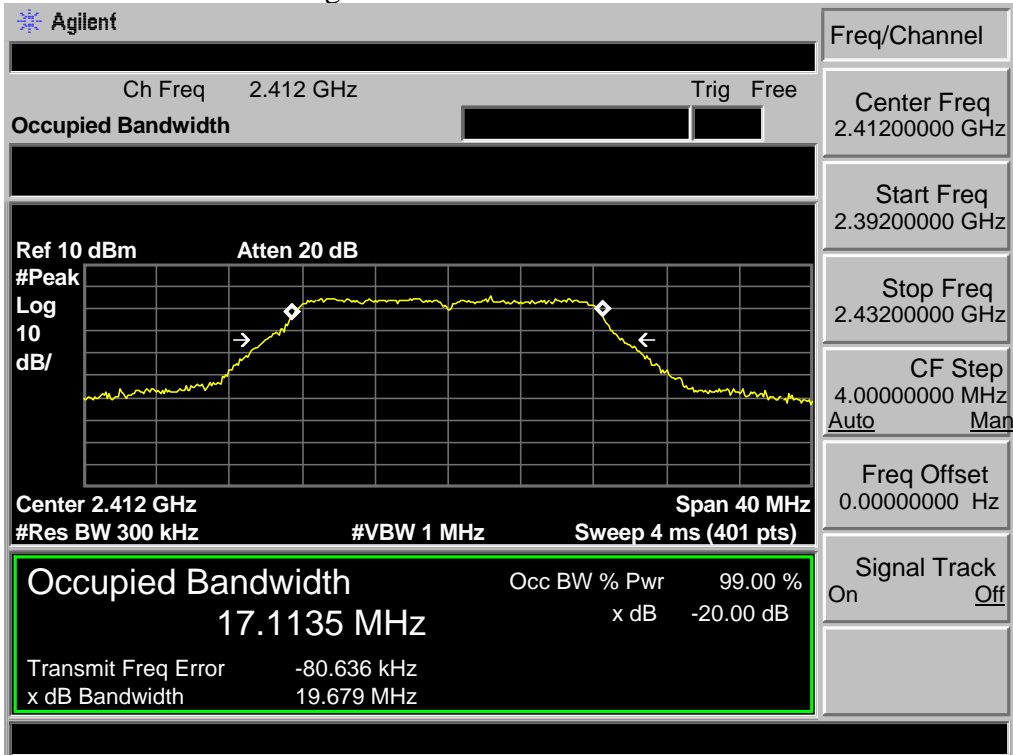 Agilent
Freq/Channel
Ch Freq 2.412 GHz Trig Free
Occupied Bandwidth
Center Freq
2.41200000 GHz
Start Freq
2.39200000 GHz
Ref 10 dBm Atten 20 dB
#Peak
Log
10
dB/
Stop Freq
2.43200000 GHz
CF Step
4.00000000 MHz
Auto Man
Freq Offset
0.00000000 Hz
Center 2.412 GHz Span 40 MHz
#Res BW 300 kHz #VBW 1 MHz Sweep 4 ms (401 pts)
Signal Track
On Off
Occupied Bandwidth Occ BW % Pwr 99.00 %
17.1135 MHz x dB -20.00 dB
Transmit Freq Error -80.636 kHz
x dB Bandwidth 19.679 MHz